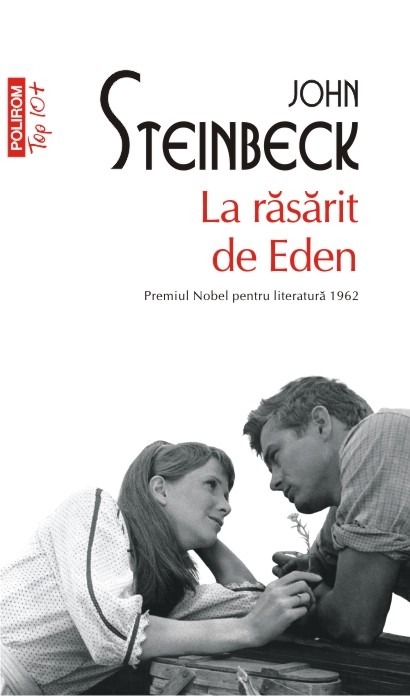 POLIROM
Top 10+
JOHN
STEINBECK
La răsărit
de Eden
Premiul Nobel pentru literatură 1962